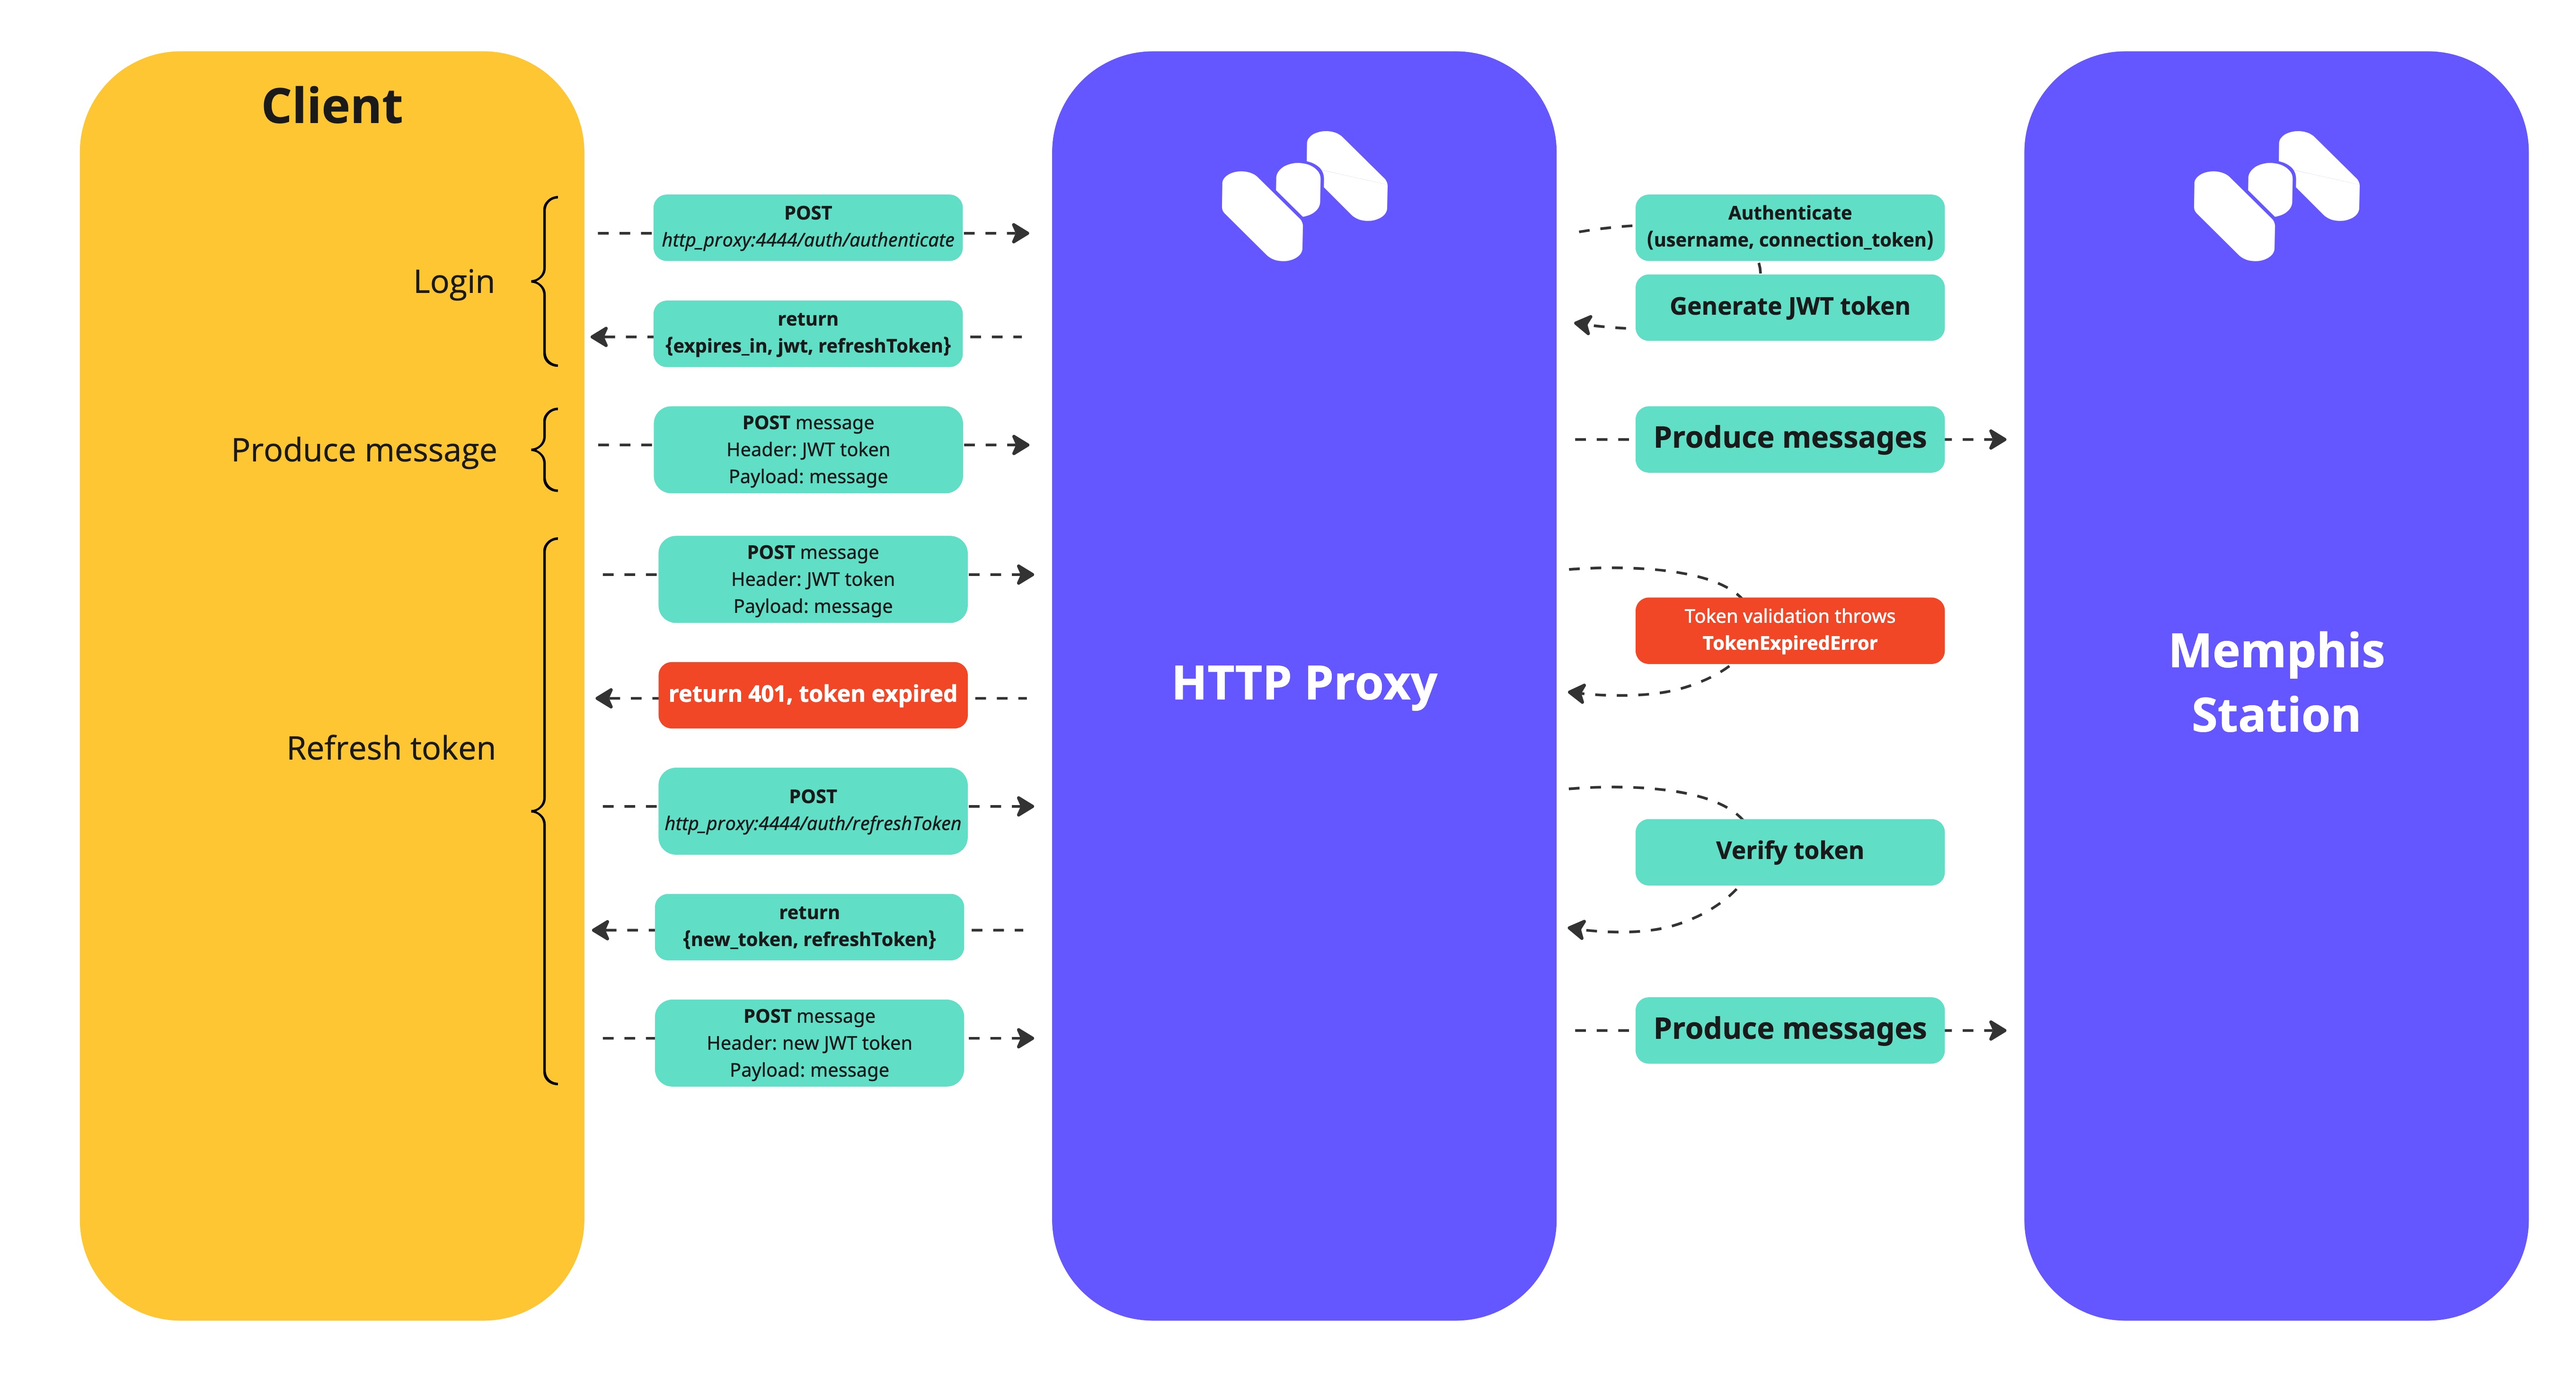 Client
Login
Produce message
Refresh token
POST
http_proxy:4444/auth/authenticate
return
{expires_in, jwt, refreshToken}
POST message
Header: JWT token
Payload: message
POST message
Header: JWT token
Payload: message
return 401, token expired
POST
http_proxy:4444/auth/refreshToken
return
{new_token, refreshToken}
POST message
Header: new JWT token
Payload: message
HTTP Proxy
Authenticate
(username, connection_token)
Generate JWT token
Produce messages
Token validation throws
TokenExpiredError
Verify token
Produce messages
Memphis
Station